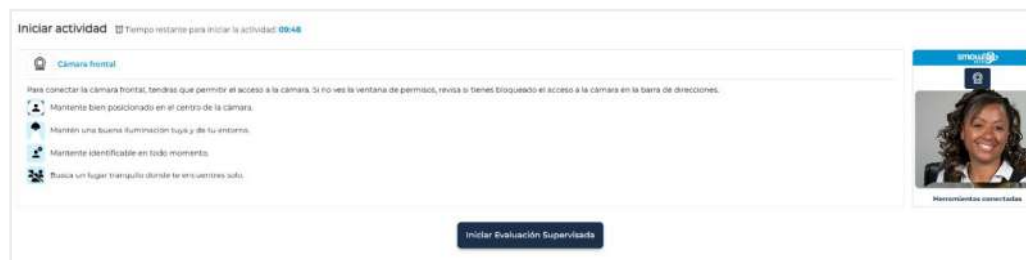 Iniciar actividad Tiempo restante para iniciar la actividad: 09:48
Cámara frontal
Para conectar la cámara frontal, tendras que permitir el acceso a la cámara. Si no ves la ventana de permisos, revisa si tienes bloqueado el acceso a la cámara en la barra de direcciones.
Mantente bien posicionado en el centro de la cámara.
Mantén una buena iluminación tuya y de tu entorno.
Mantente identificable en todo momento.
Busca un lugar tranquilo donde te encuentres solo.
Herramientas conectadas
Iniciar Evaluación Supervisada